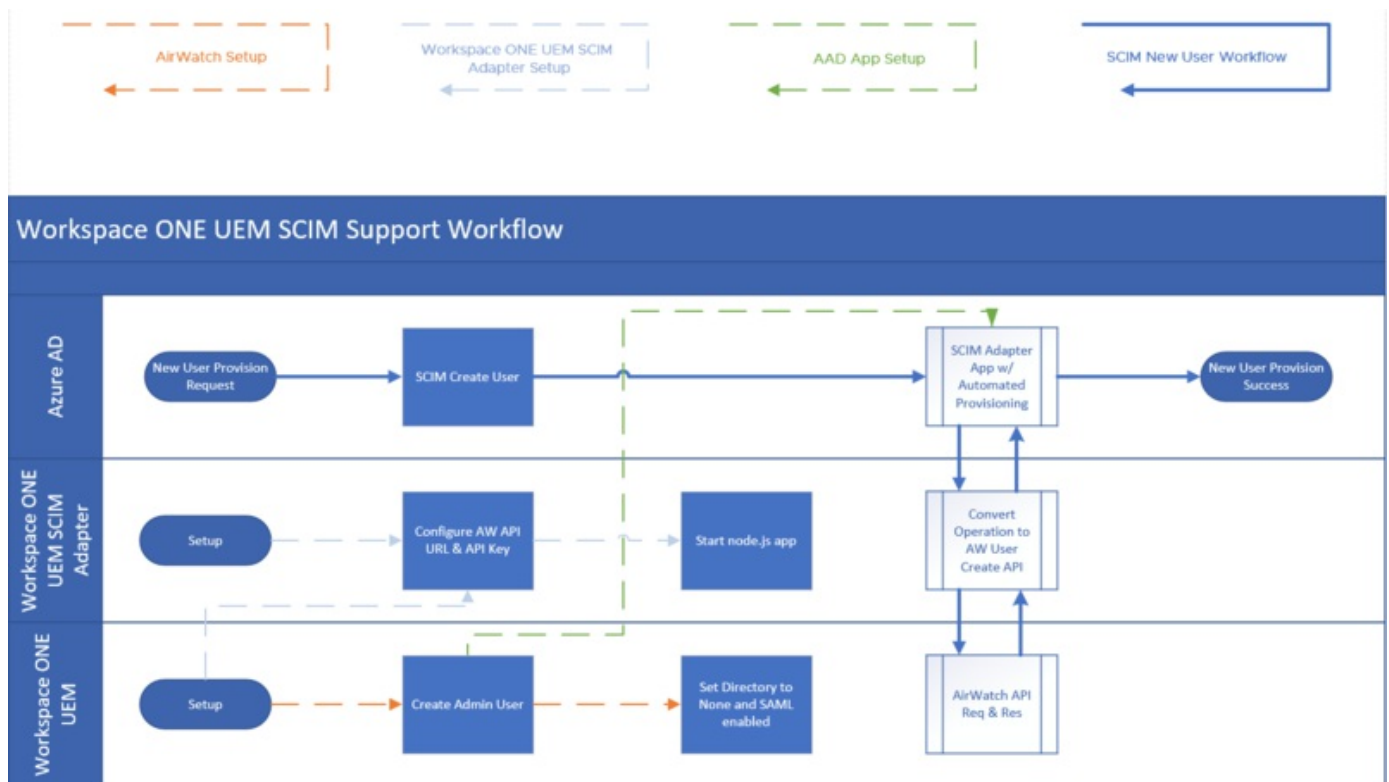 AirWatch Setup
Workspace ONE UEM SCIM
Adapter Setup
AAD App Setup
SCIM New User Workflow
Workspace ONE UEM SCIM Support Workflow
Azure AD
New User Provision
Request
SCIM Create User
SCIM Adapter
App w/
Automated
Provisioning
New User Provision
Success
Workspace ONE
UEM SCIM
Adapter
Setup
Configure AW API
URL & API Key
Start node.js app
Convert
Operation to
AW User
Create API
Workspace ONE
UEM
Setup
Create Admin User
Set Directory to
None and SAML
enabled
AirWatch API
Req & Res